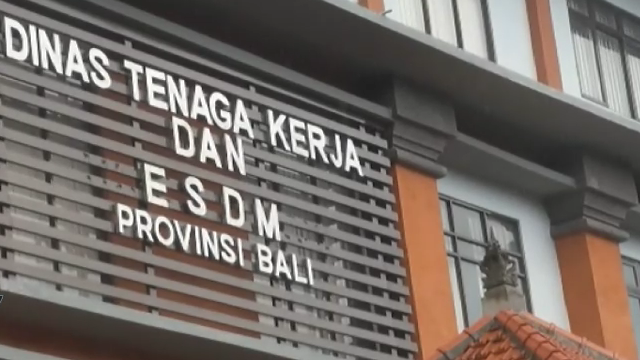 DINAS TENAGA KERJA
DAN
ESDM
PROVINSI BALI